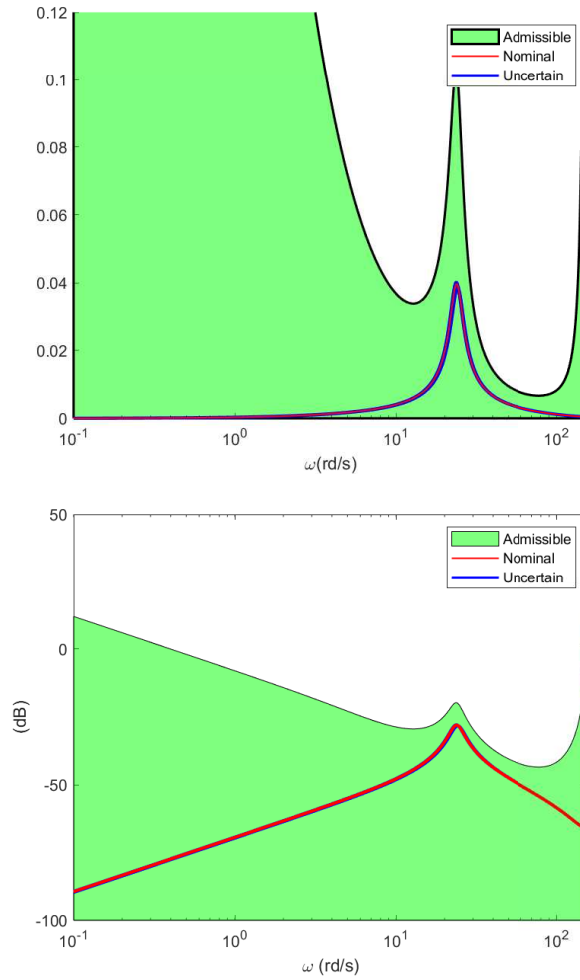 0.12
Admissible
Nominal
Uncertain
0.1
0.08
0.06
0.04
0.02
0
10^-1
10^0
10^1
10^2
ω(rd/s)
50
Admissible
Nominal
Uncertain
0
(dB)
-50
-100
10^-1
10^0
10^1
10^2
ω (rd/s)